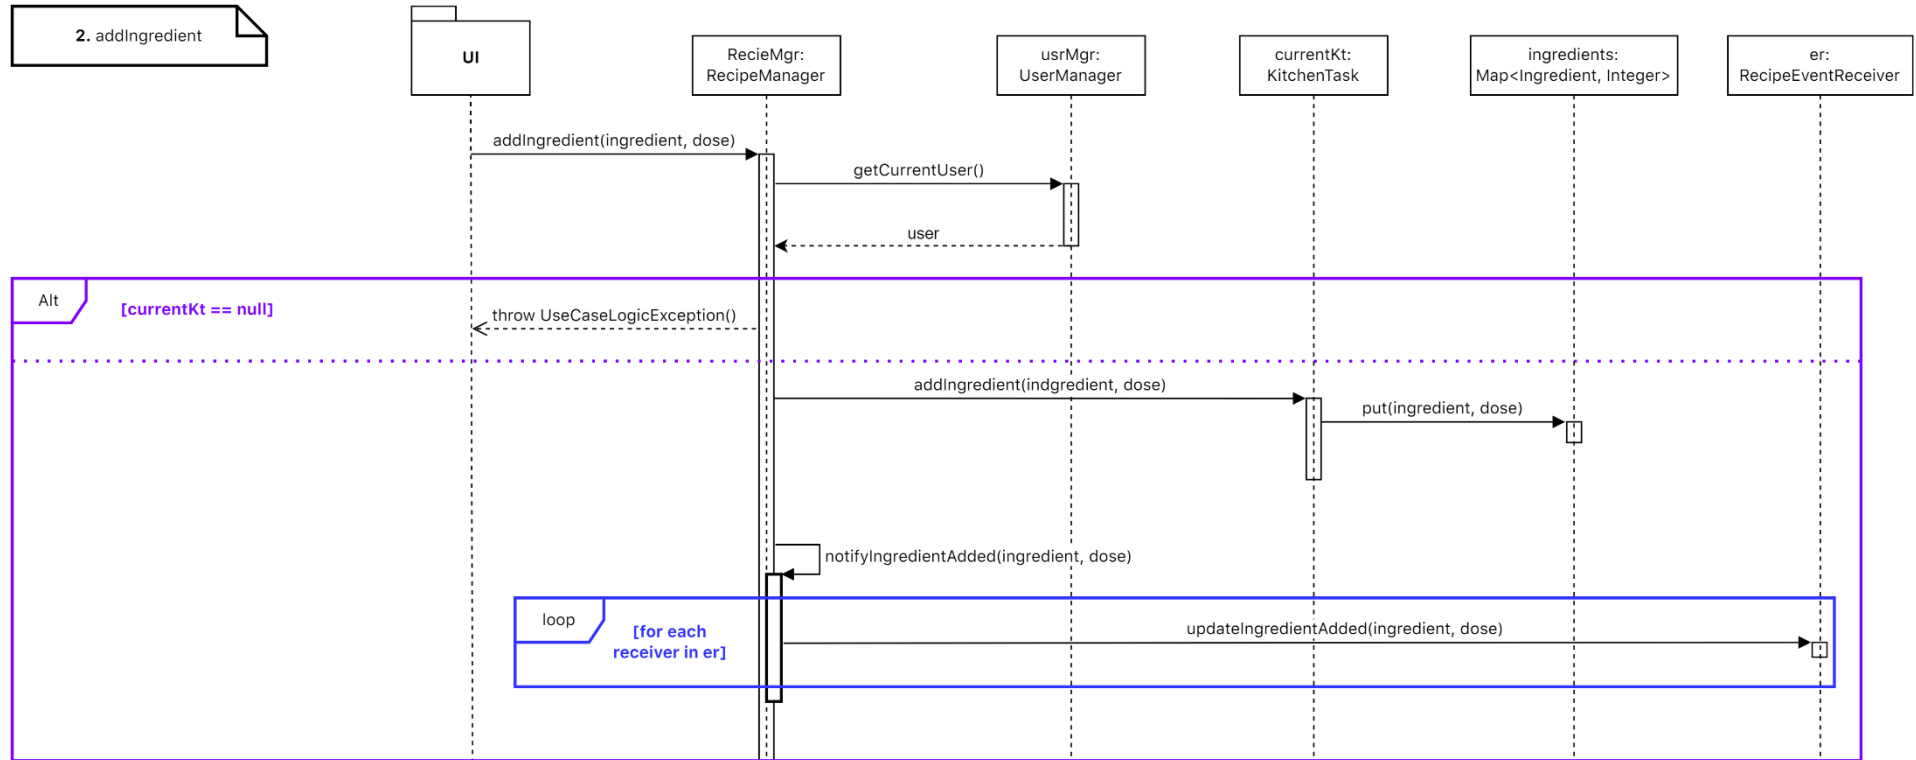 2. addIngredient
UI
RecieMgr:
RecipeManager
usrMgr:
UserManager
currentKt:
KitchenTask
ingredients:
Map<Ingredient, Integer>
er:
RecipeEventReceiver
addIngredient(ingredient, dose)
getCurrentUser()
user
Alt
[currentKt == null]
throw UseCaseLogicException()
addIngredient(indgredient, dose)
put(ingredient, dose)
notifyIngredientAdded(ingredient, dose)
loop
[for each
receiver in er]
updateIngredientAdded(ingredient, dose)